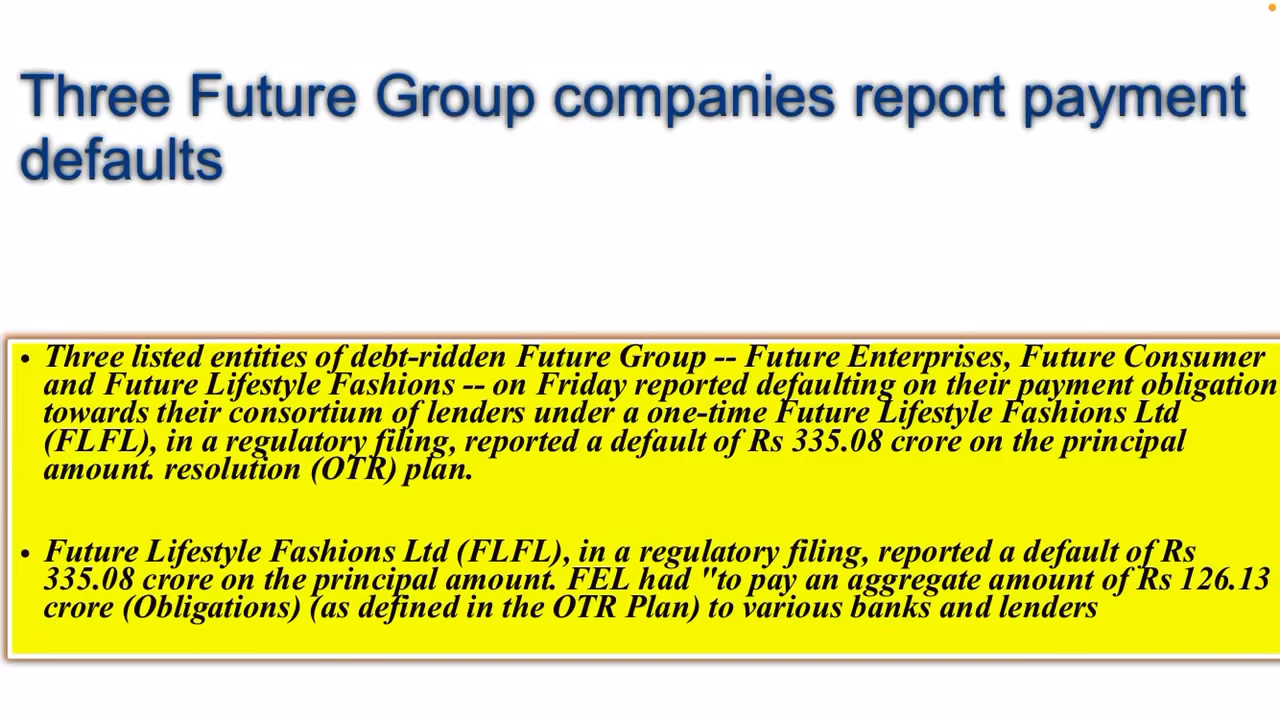 Three Future Group companies report payment
defaults
• Three listed entities of debt-ridden Future Group -- Future Enterprises, Future Consumer
and Future Lifestyle Fashions -- on Friday reported defaulting on their payment obligation
towards their consortium of lenders under a one-time Future Lifestyle Fashions Ltd
(FLFL), in a regulatory filing, reported a default of Rs 335.08 crore on the principal
amount. resolution (OTR) plan.
• Future Lifestyle Fashions Ltd (FLFL), in a regulatory filing, reported a default of Rs
335.08 crore on the principal amount. FEL had "to pay an aggregate amount of Rs 126.13
crore (Obligations) (as defined in the OTR Plan) to various banks and lenders